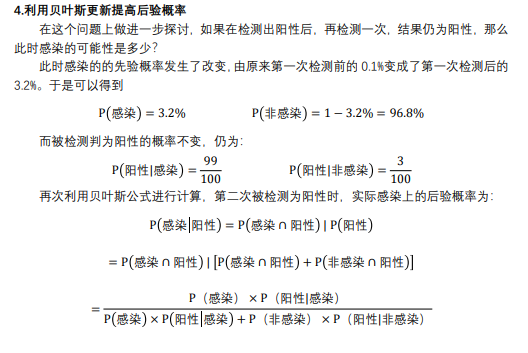 4.利用贝叶斯更新提高后验概率
在这个问题上做进一步探讨，如果在检测出阳性后，再检测一次，结果仍为阳性，那么
此时感染的可能性是多少？
此时感染的的先验概率发生了改变，由原来第一次检测前的 0.1%变成了第一次检测后的
3.2%。于是可以得到
P(感染) = 3.2% P(非感染) = 1 − 3.2% = 96.8%
而被检测判为阳性的概率不变，仍为：
P(阳性|感染) = 99/100 P(阳性|非感染) = 3/100
再次利用贝叶斯公式进行计算，第二次被检测为阳性时，实际感染上的后验概率为：
P(感染|阳性) = P(感染 ∩ 阳性) | P(阳性)
= P(感染 ∩ 阳性) | [P(感染 ∩ 阳性) + P(非感染 ∩ 阳性)]
= P（感染）× P（阳性|感染） / P(感染) × P(阳性|感染) + P（非感染）× P（阳性|非感染）